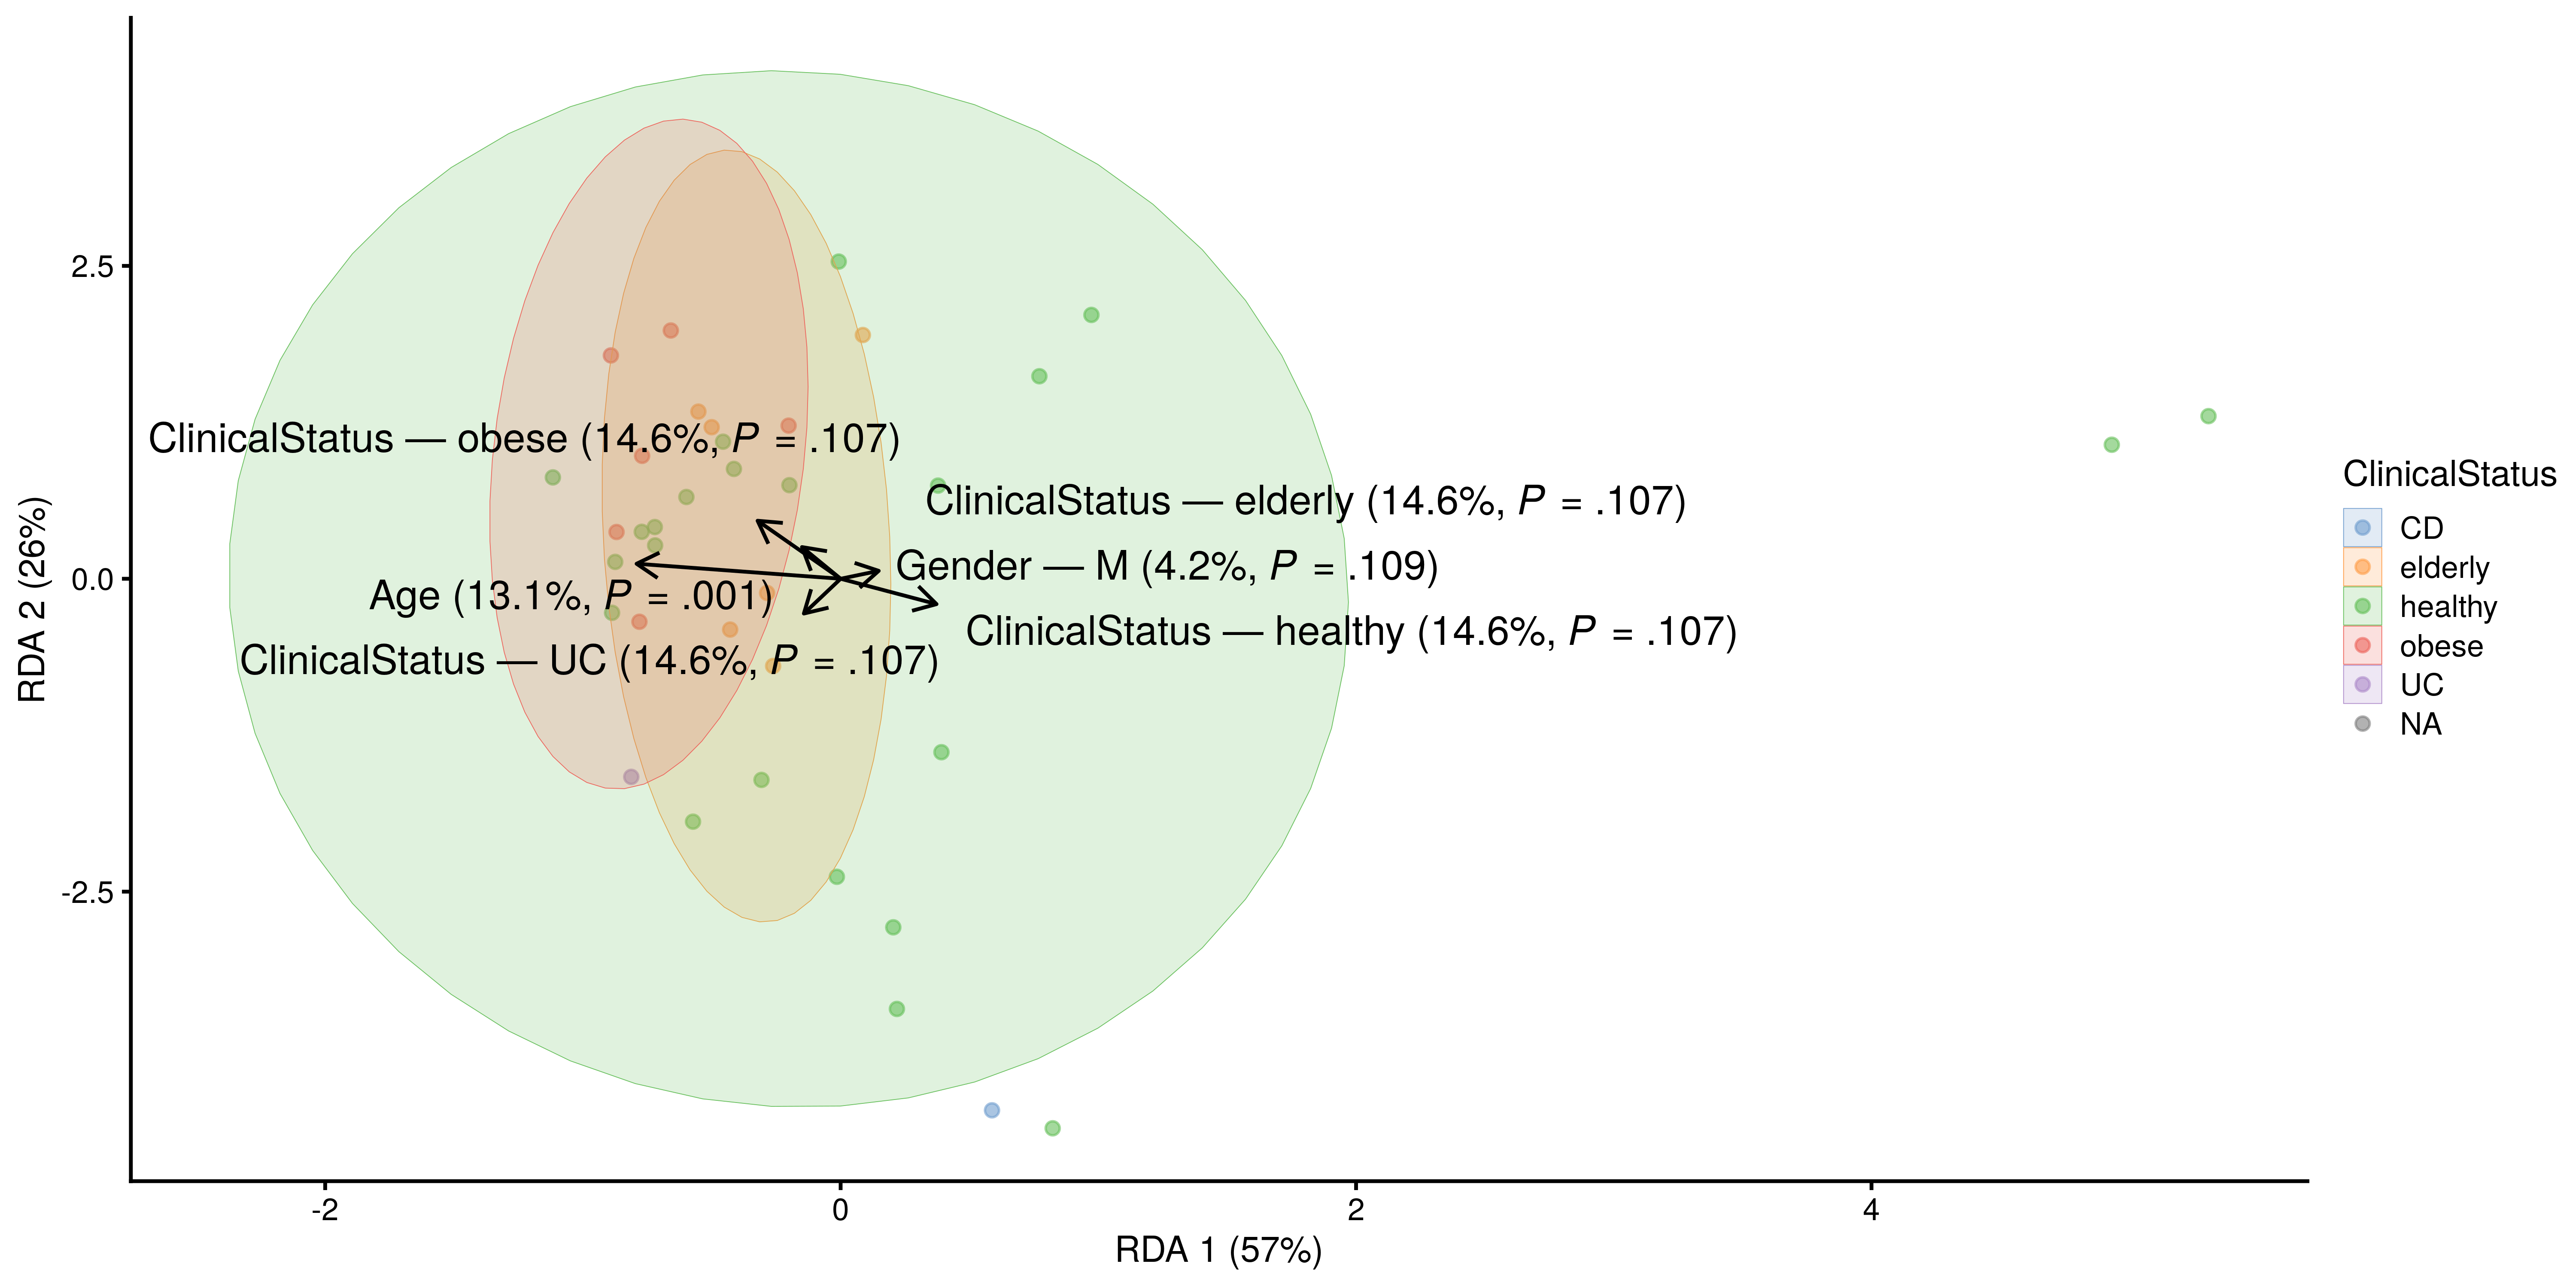 2.5
0.0
-2.5
RDA 2 (26%)
ClinicalStatus — obese (14.6%, P = .107)
ClinicalStatus — elderly (14.6%, P = .107)
Gender — M (4.2%, P = .109)
Age (13.1%, P = .001)
ClinicalStatus — healthy (14.6%, P = .107)
ClinicalStatus — UC (14.6%, P = .107)
-2
0
2
4
RDA 1 (57%)
ClinicalStatus
CD
elderly
healthy
obese
UC
NA